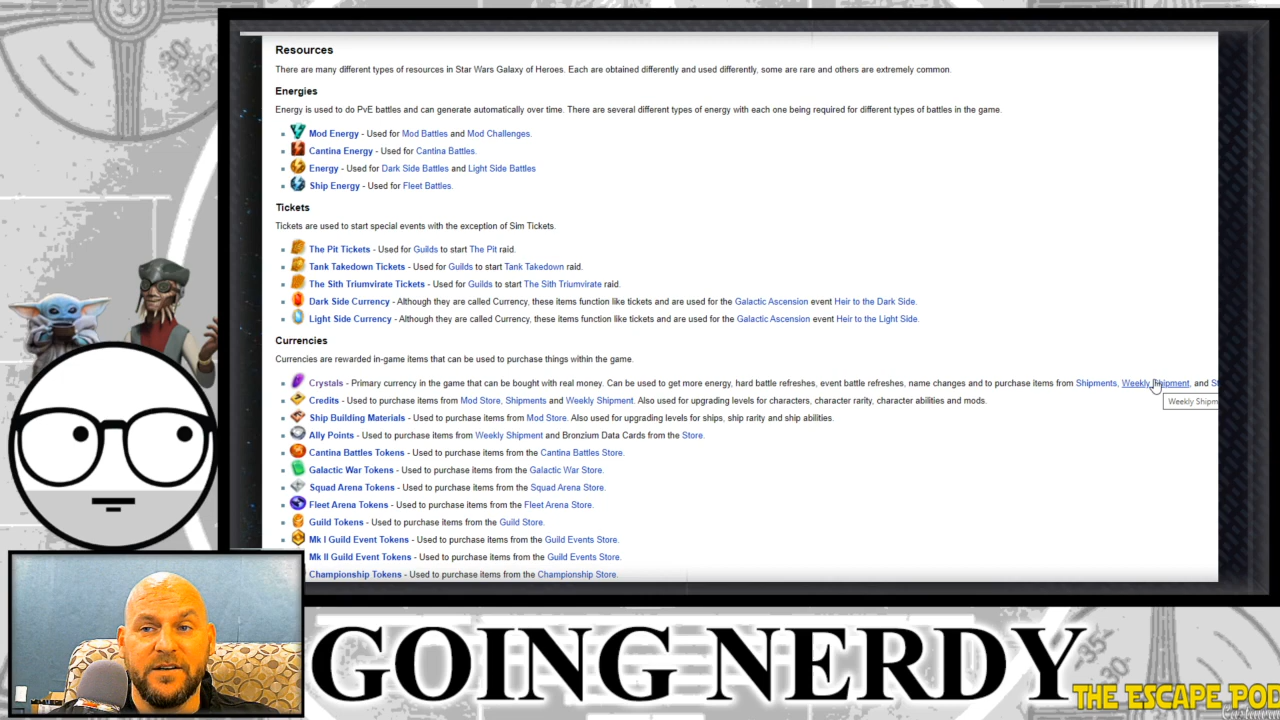 Resources
There are many different types of resources in Star Wars Galaxy of Heroes. Each are obtained differently and used differently, some are rare and others are extremely common.
Energies
Energy is used to do PvE battles and can generate automatically over time. There are several different types of energy with each one being required for different types of battles in the game.
Mod Energy - Used for Mod Battles and Mod Challenges.
Cantina Energy - Used for Cantina Battles.
Energy - Used for Dark Side Battles and Light Side Battles
Ship Energy - Used for Fleet Battles.
Tickets
Tickets are used to start special events with the exception of Sim Tickets.
The Pit Tickets - Used for Guilds to start The Pit raid.
Tank Takedown Tickets - Used for Guilds to start Tank Takedown raid.
The Sith Triumvirate Tickets - Used for Guilds to start The Sith Triumvirate raid.
Dark Side Currency - Although they are called Currency, these items function like tickets and are used for the Galactic Ascension event Heir to the Dark Side.
Light Side Currency - Although they are called Currency, these items function like tickets and are used for the Galactic Ascension event Heir to the Light Side.
Currencies
Currencies are rewarded in-game items that can be used to purchase things within the game.
Crystals - Primary currency in the game that can be bought with real money. Can be used to get more energy, hard battle refreshes, event battle refreshes, name changes and to purchase items from Shipments, Weekly Shipment, and
Weekly Shipm
Credits - Used to purchase items from Mod Store, Shipments and Weekly Shipment. Also used for upgrading levels for characters, character rarity, character abilities and mods.
Ship Building Materials - Used to purchase from Mod Store. Also used for upgrading levels for ships, ship rarity and ship abilities.
Ally Points - Used to purchase items from Weekly Shipment and Bronzium Data Cards from the Store.
Cantina Battles Tokens - Used to purchase items from the Cantina Battles Store.
Galactic War Tokens - Used to purchase items from the Galactic War Store.
Squad Arena Tokens - Used to purchase items from the Squad Arena Store.
Fleet Arena Tokens - Used to purchase items from the Fleet Arena Store.
Guild Tokens - Used to purchase items from the Guild Store.
Mk I Guild Event Tokens - Used to purchase items from the Guild Events Store.
Mk II Guild Event Tokens - Used to purchase items from the Guild Events Store.
Championship Tokens - Used to purchase items from the Championship Store.
GOING NERDY
THE ESCAPE POD